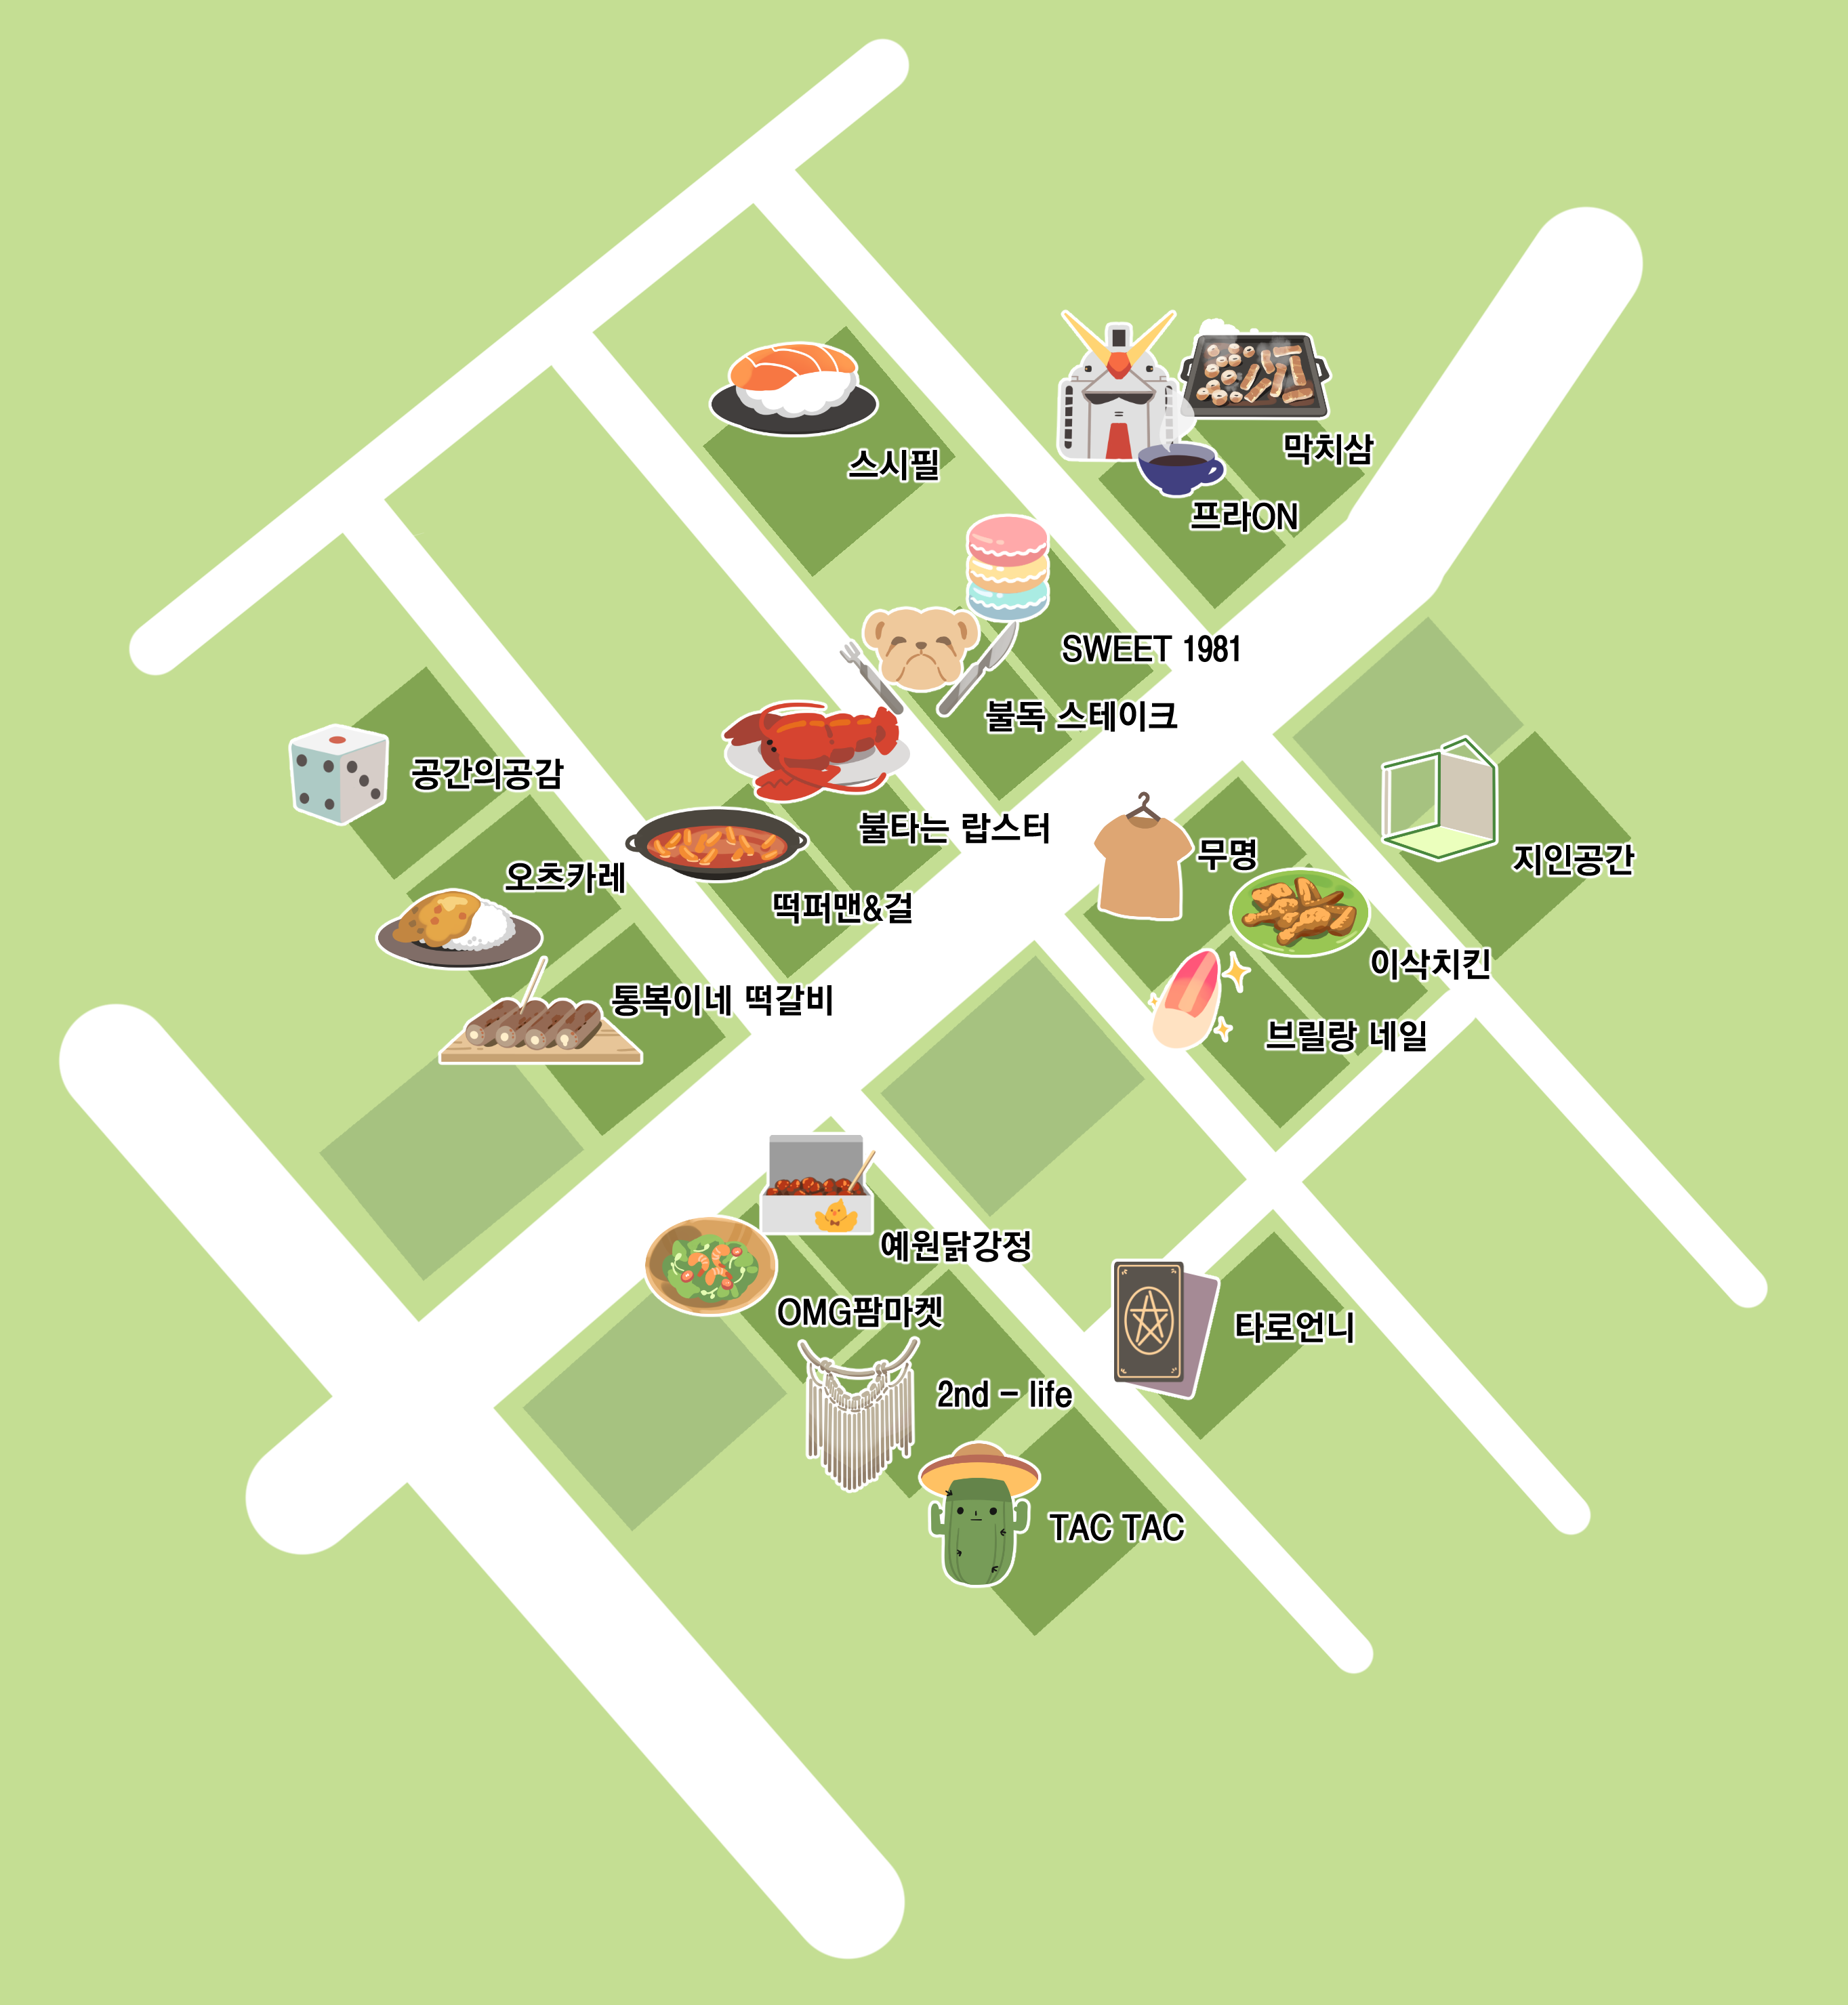 막치삼
스시필
프라ON
SWEET 1981
불독 스테이크
공간의공감
불타는 랍스터
무명
지인공간
오츠카레
떡퍼맨&걸
이삭치킨
통복이네 떡갈비
브릴랑 네일
예원닭강정
OMG팜마켓
타로언니
2nd - life
TAC TAC